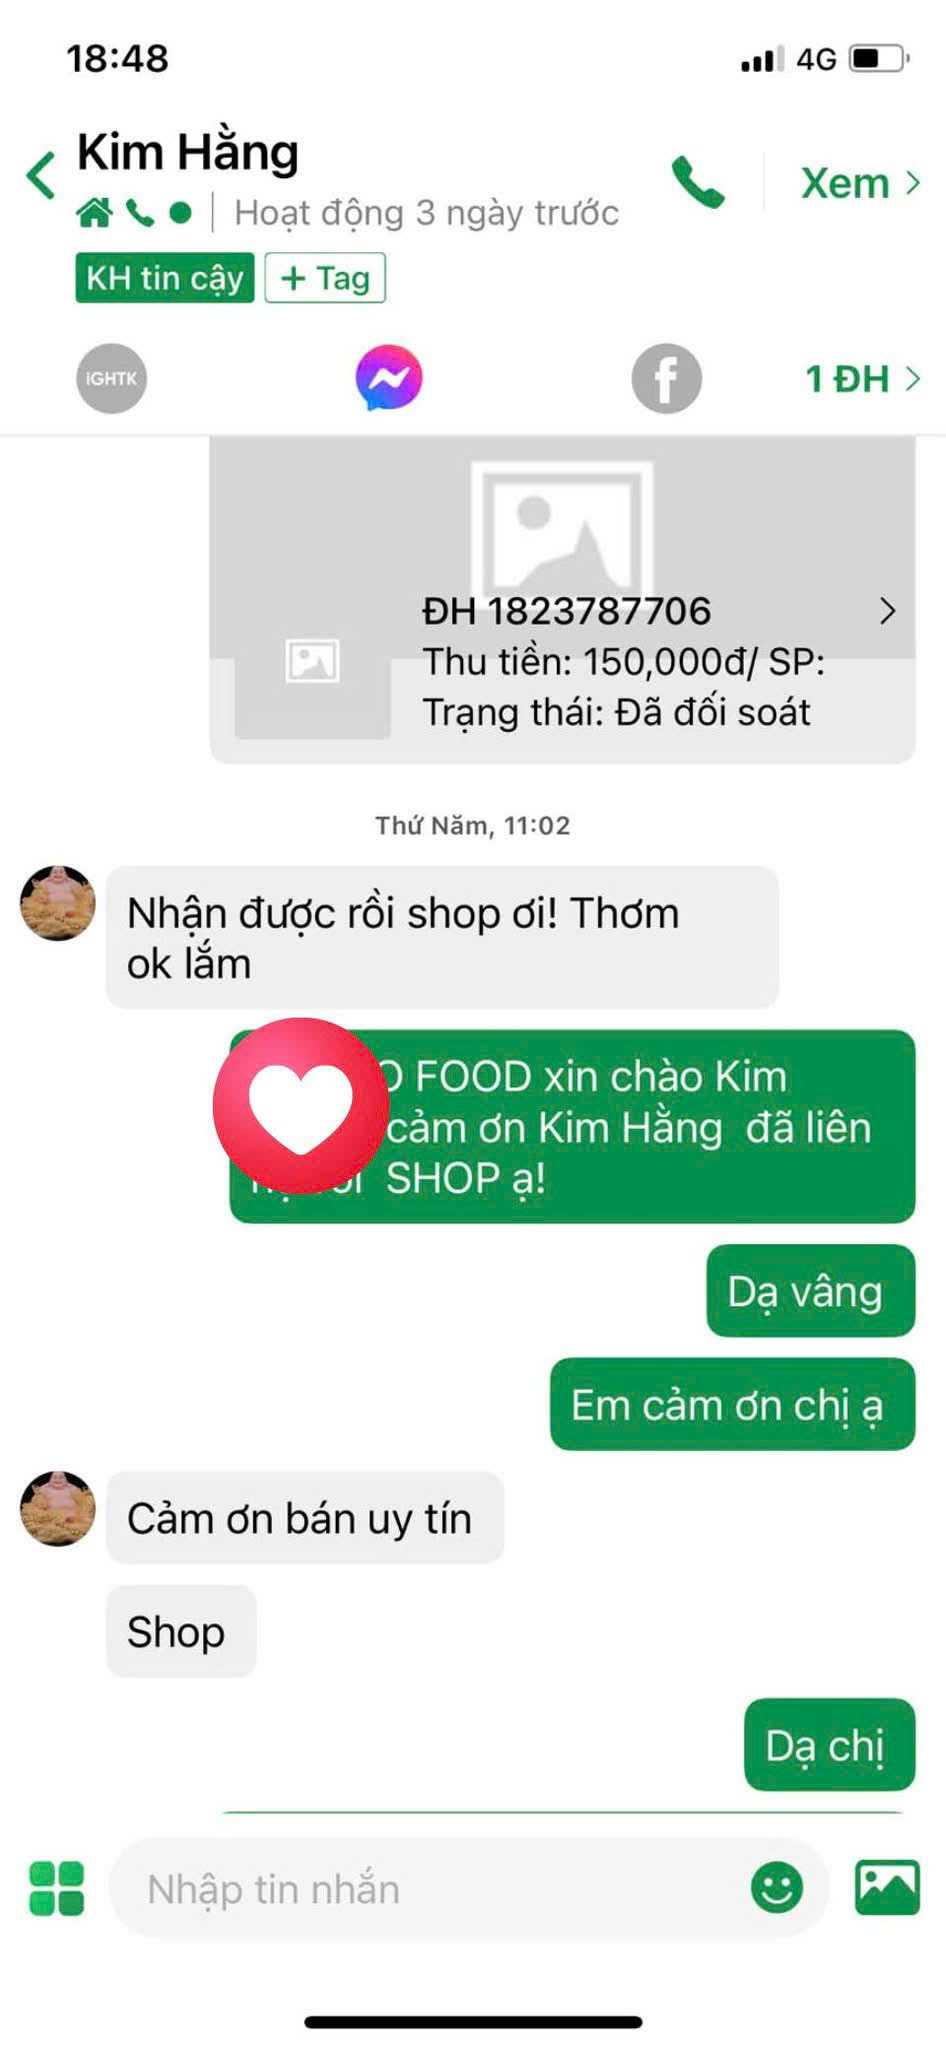 18:48
4G
Kim Hằng
Xem
Hoạt động 3 ngày trước
KH tin cậy
+ Tag
iGHTK
1 ĐH
ĐH 1823787706
Thu tiền: 150,000đ/ SP:
Trạng thái: Đã đối soát
Thứ Năm, 11:02
Nhận được rồi shop ơi! Thơm
ok lắm
FOOD xin chào Kim
cảm ơn Kim Hằng đã liên
SHOP ạ!
Dạ vâng
Em cảm ơn chị ạ
Cảm ơn bán uy tín
Shop
Dạ chị
Nhập tin nhắn